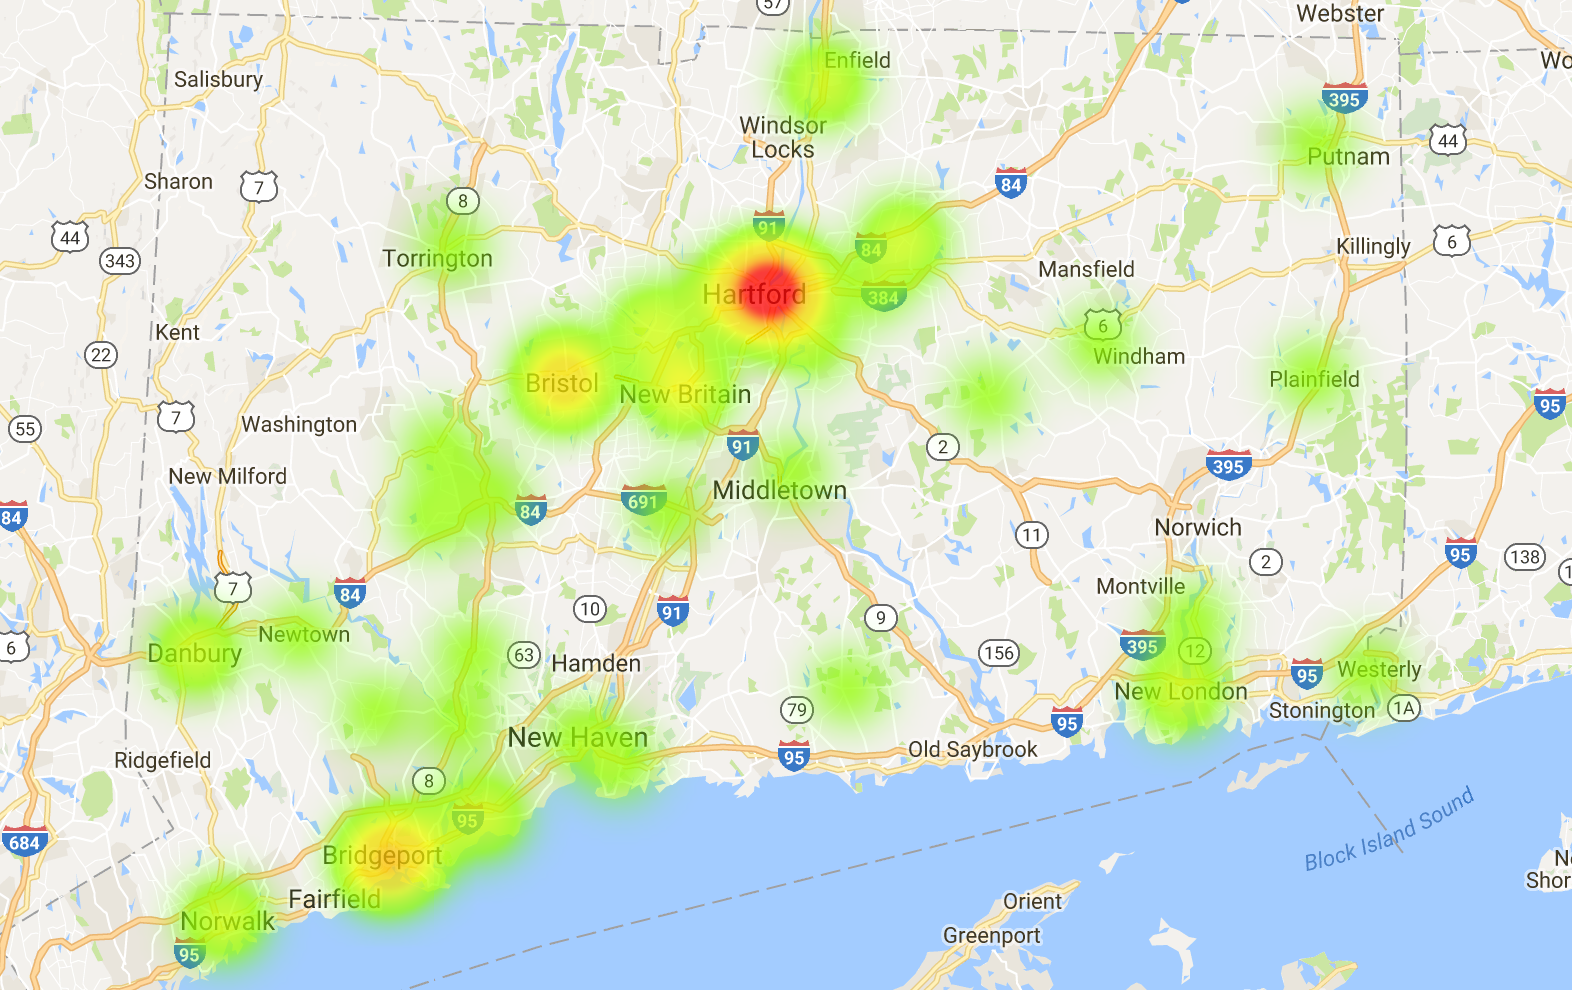 57
Webster
Enfield
Wo
Salisbury
395
Windsor
Locks
44
Putnam
Sharon
7
84
8
91
44
343
Torrington
84
Killingly
6
Mansfield
Hartford
384
Kent
6
22
Windham
Bristol
New Britain
Plainfield
7
95
Washington
55
91
2
395
New Milford
Middletown
691
84
84
Norwich
11
95
138
1
2
7
84
Montville
10
91
9
6
Newtown
Danbury
63
Hamden
156
395
12
Westerly
95
New London
Stonington
1A
79
95
New Haven
Old Saybrook
95
Ridgefield
8
95
684
Bridgeport
Block Island Sound
N
Shor
Fairfield
Orient
Norwalk
Greenport
95